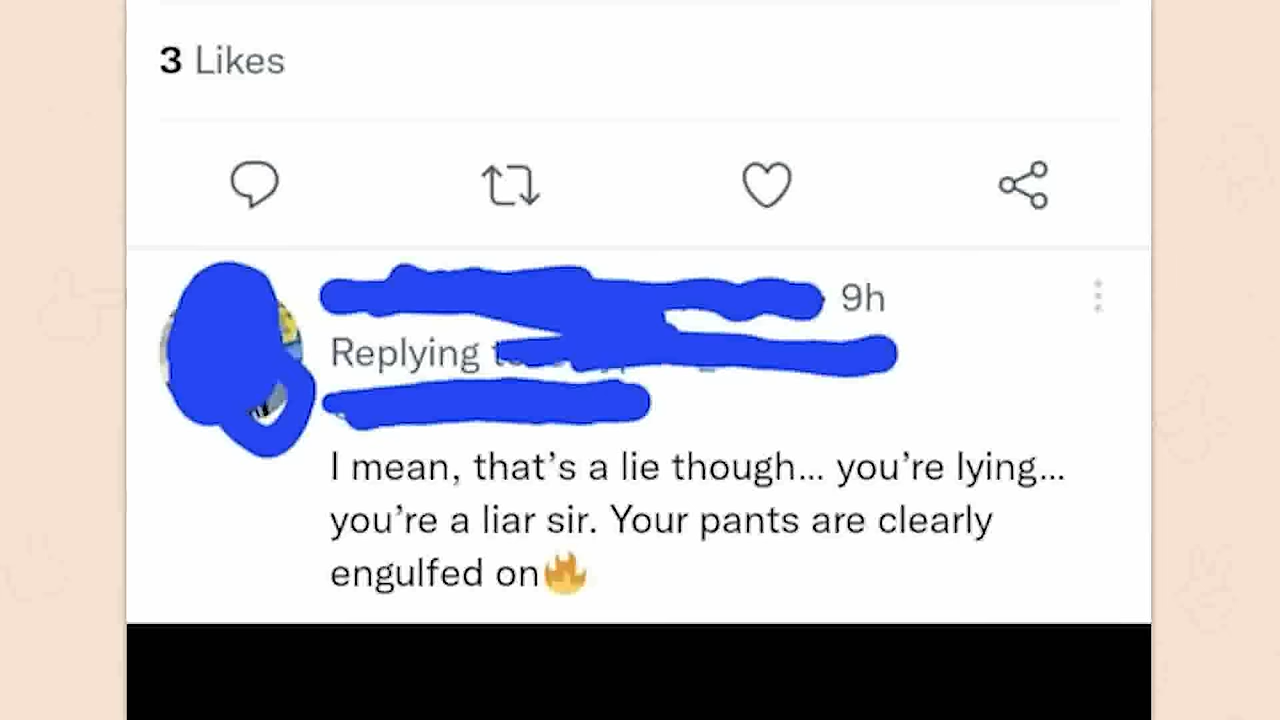 3 Likes
9h
Replying
I mean, that’s a lie though... you’re lying...
you’re a liar sir. Your pants are clearly
engulfed on🔥